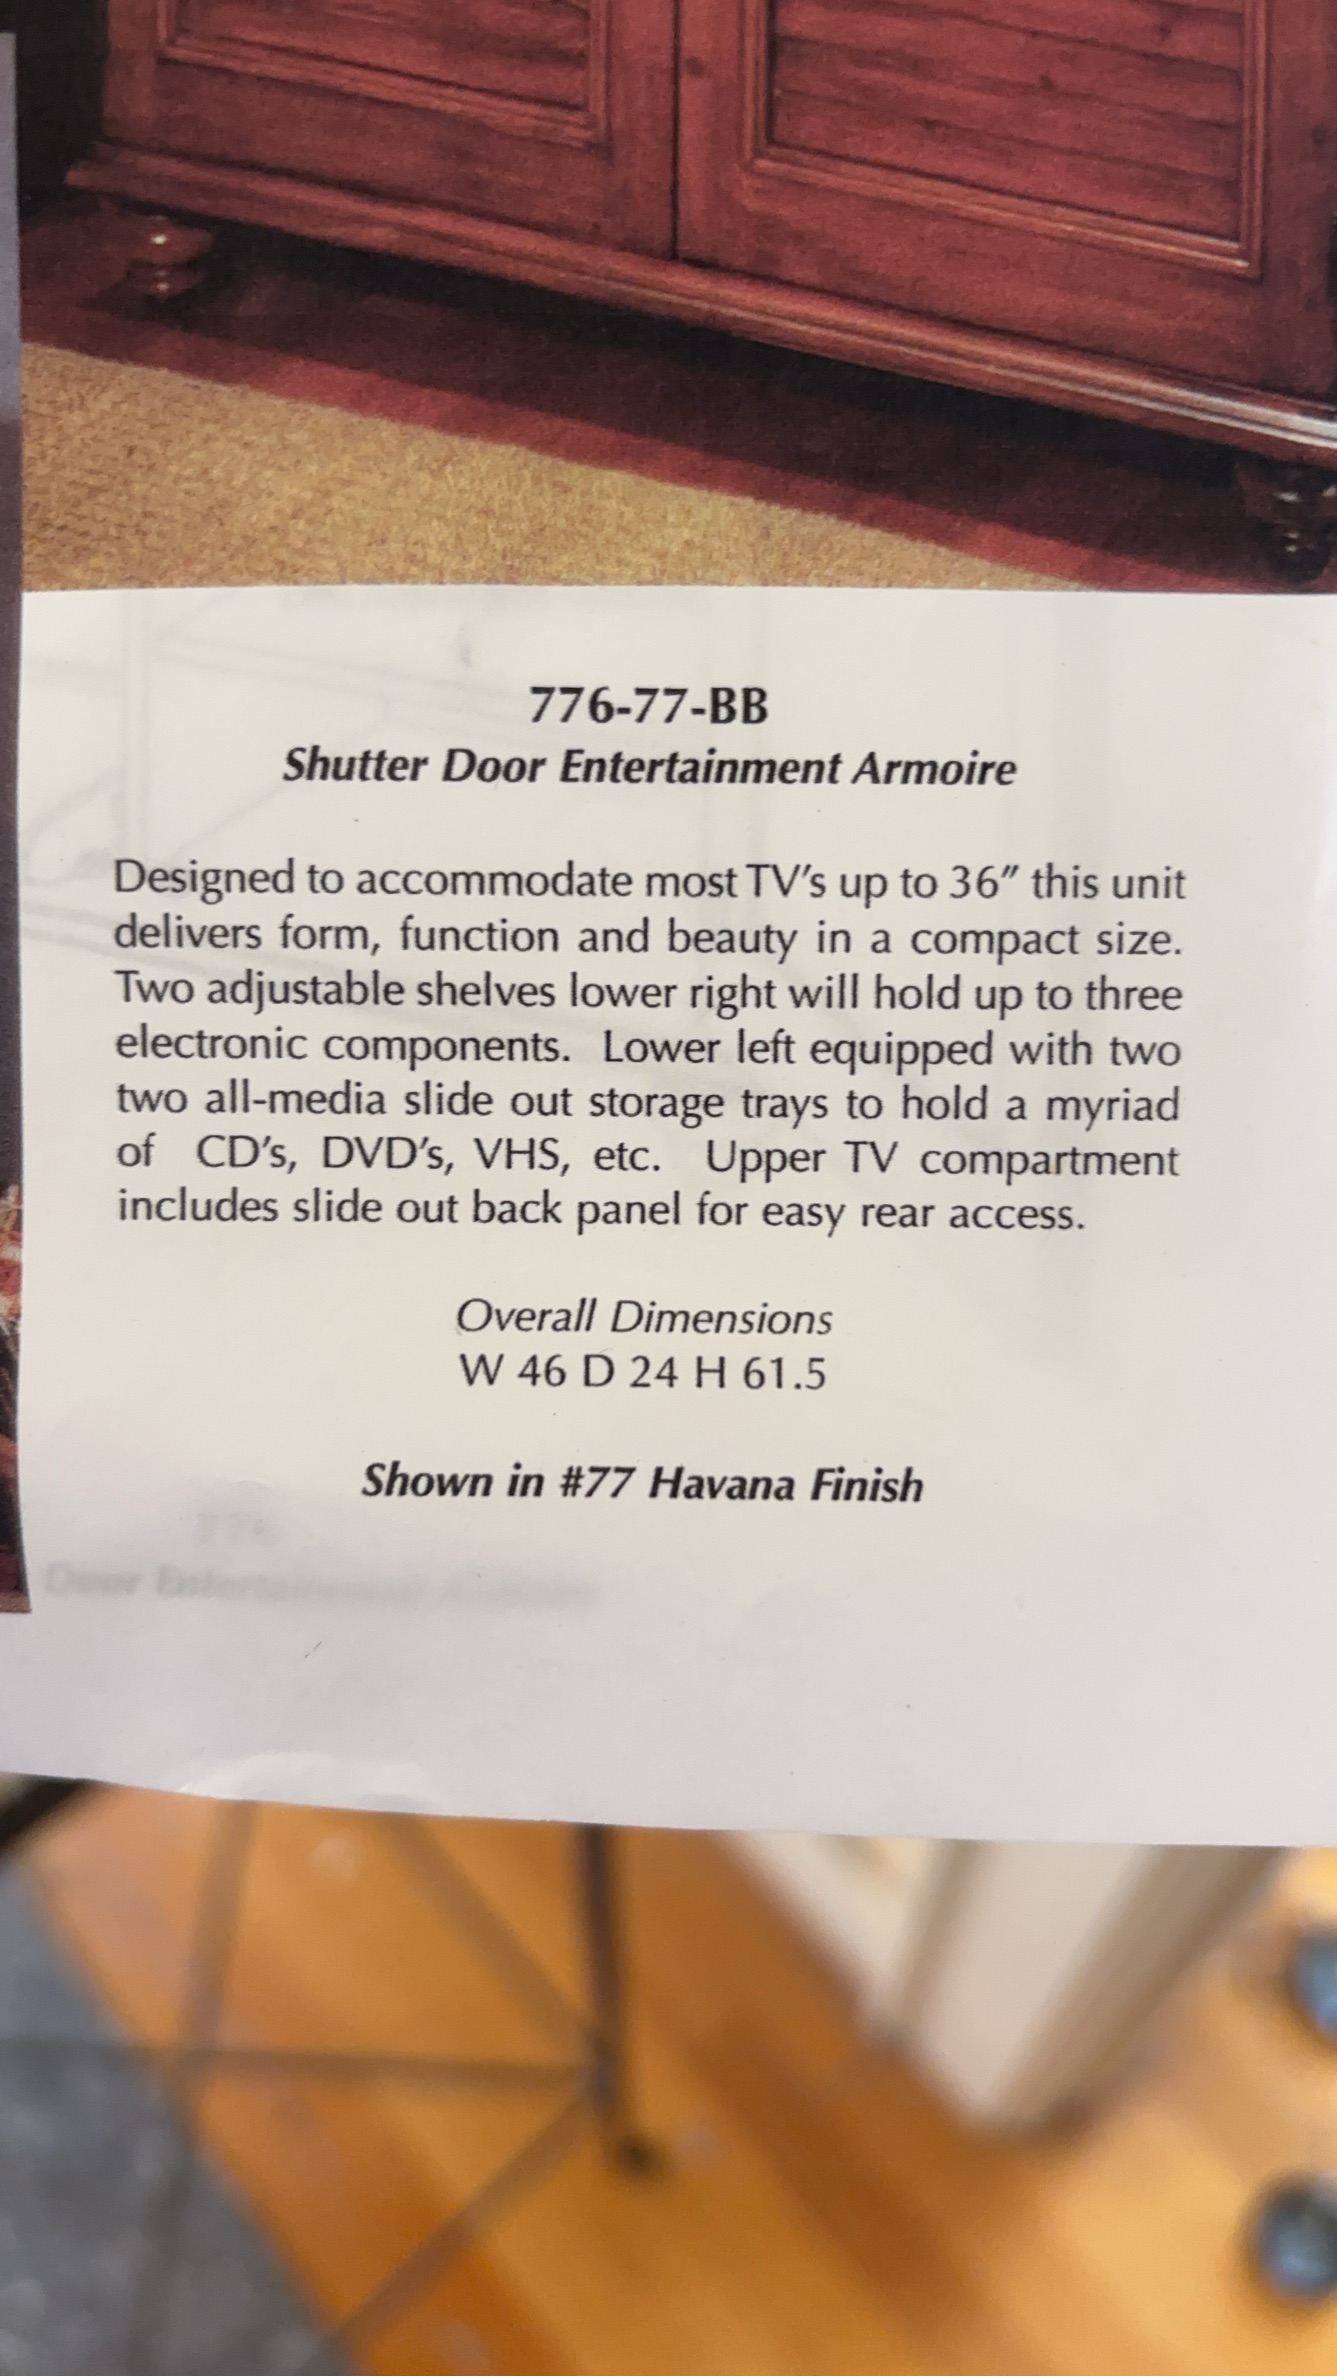 776-77-BB
Shutter Door Entertainment Armoire
Designed to accommodate most TV's up to 36" this unit
delivers form, function and beauty in a compact size.
Two adjustable shelves lower right will hold up to three
electronic components. Lower left equipped with two
two all-media slide out storage trays to hold a myriad
of CD's, DVD's, VHS, etc. Upper TV compartment
includes slide out back panel for easy rear access.
Overall Dimensions
W 46 D 24 H 61.5
Shown in #77 Havana Finish